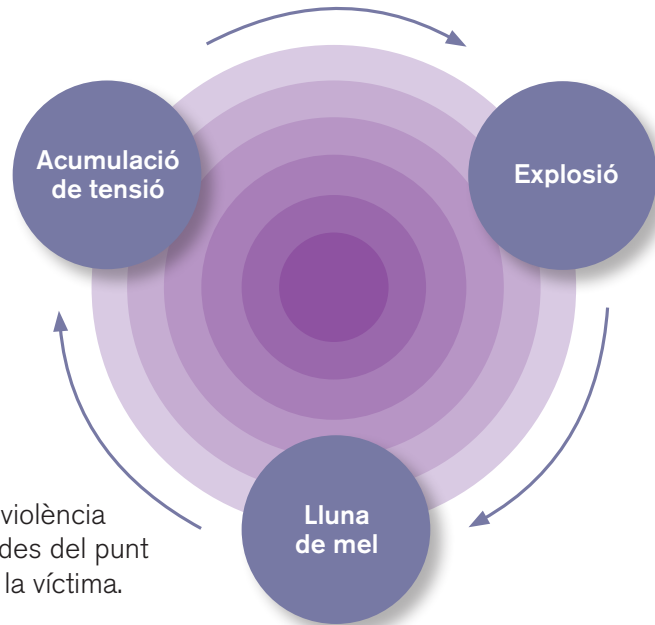 Acumulació
de tensió
Explosió
Lluna
de mel
violència
des del punt
la víctima.